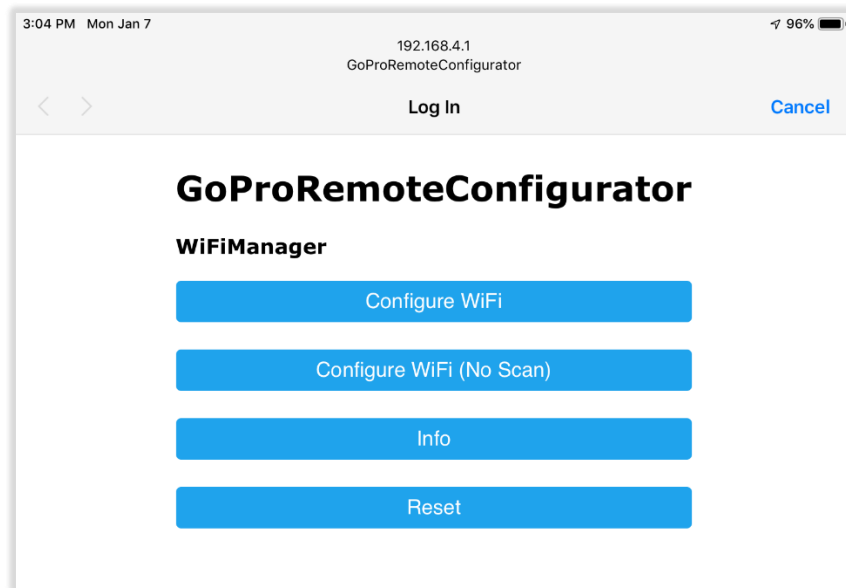 3:04 PM Mon Jan 7 96%
192.168.4.1
GoProRemoteConfigurator
Log In Cancel
GoProRemoteConfigurator
WiFiManager
Configure WiFi
Configure WiFi (No Scan)
Info
Reset